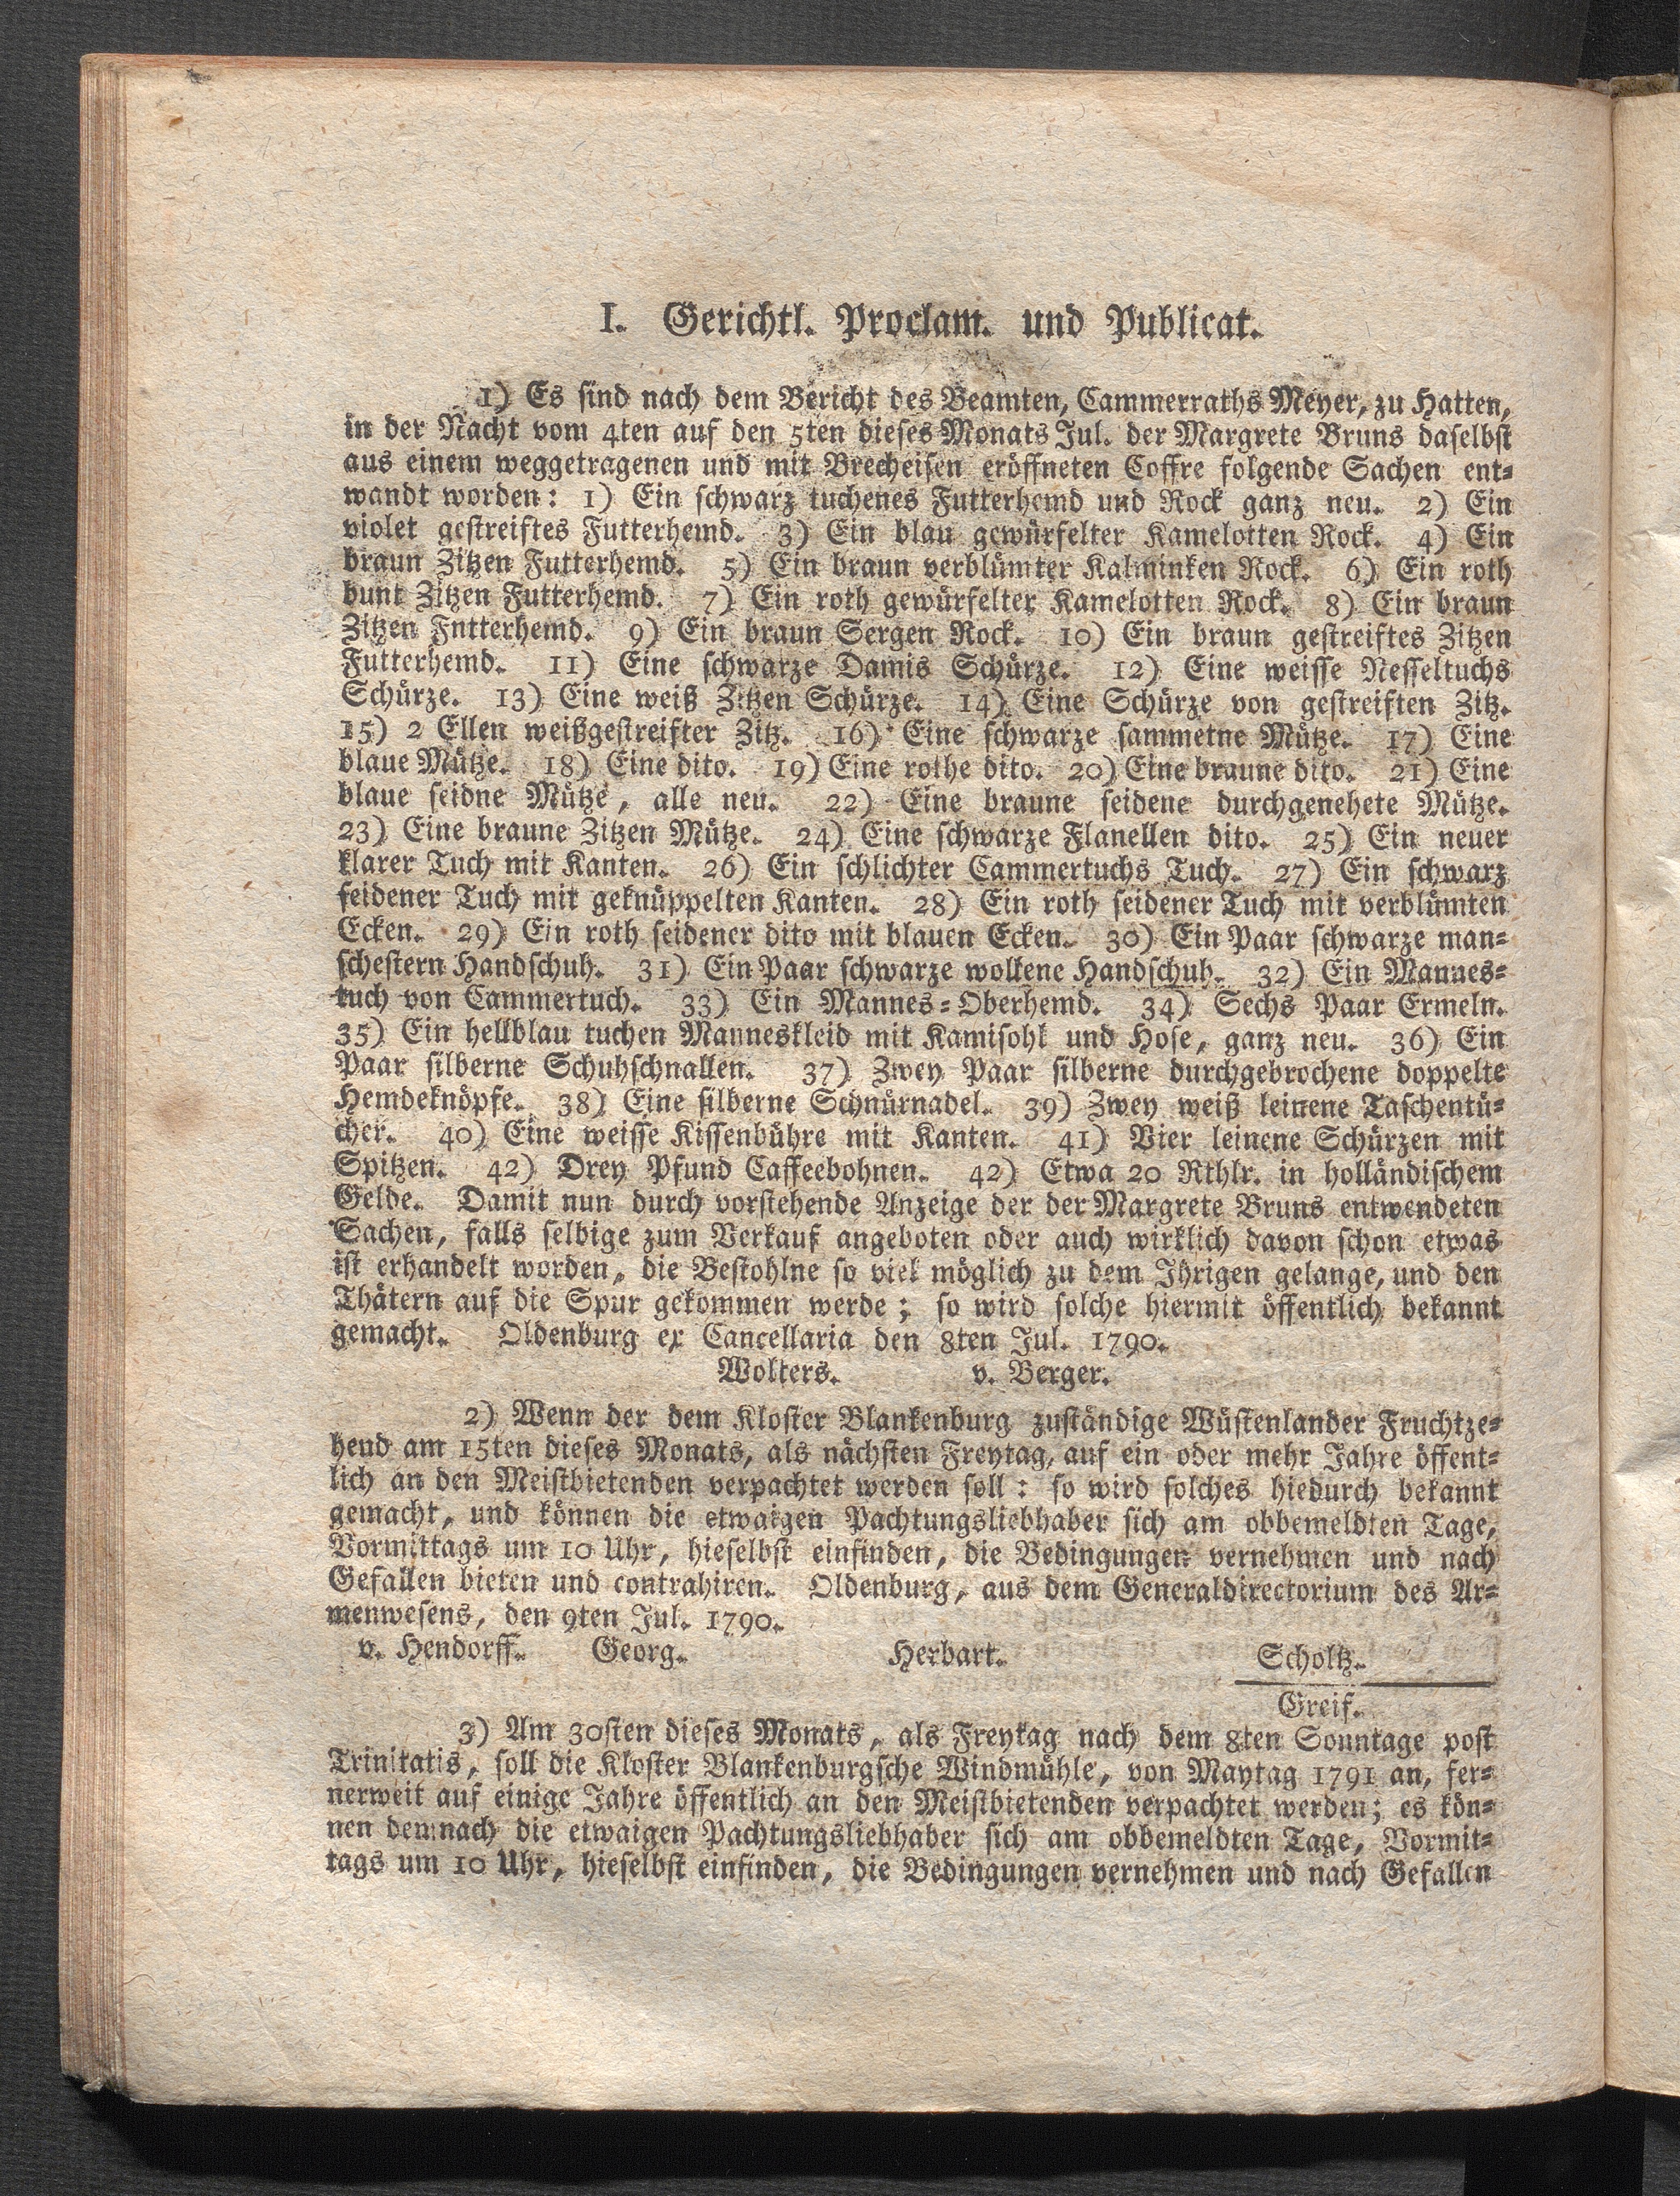 I. Gerichtl. Proclam. und Publicat.
1) Es sind nach dem Bericht des Beamten, Cammerraths Meyer, zu Hatten,
in der Nacht vom 4ten auf den 5ten dieses Monats Jul. der Margrete Bruns daselbst
aus einem weggetragenen und mit Brecheisen eröffneten Coffre folgende Sachen ent-
wandt worden: 1) Ein schwarz tuchenes Futterhemd und Rock ganz neu. 2) Ein
violet gestreiftes Futterhemd. 3) Ein blau gewürfelter Kamelotten Rock. 4) Ein
braun Zitzen Futterhemd. 5) Ein braun verblümter Kalminken Rock. 6) Ein roth
bunt Zitzen Futterhemd. 7) Ein roth gewürfelter Kamelotten Rock. 8) Ein braun
Zitzen Fntterhemd. 9) Ein braun Sergen Rock. 10) Ein braun gestreiftes Zitzen
Futterhemd. 11) Eine schwarze Damis Schürze. 12) Eine weisse Nesseltuchs
Schürze. 13) Eine weiß Zitzen Schürze. 14) Eine Schürze von gestreiften Zitz.
15) 2 Ellen weißgestreifter Zitz. 16) Eine schwarze sammetne Mütze. 17) Eine
blaue Mütze. 18) Eine dito. 19) Eine rothe dito. 20) Eine braune dito. 21) Eine
blaue seidne Mütze, alle neu. 22) Eine braune seidene durchgenehete Mütze.
23) Eine braune Zitzen Mütze. 24) Eine schwarze Flanellen dito. 25) Ein neuer
klarer Tuch mit Kanten. 26) Ein schlichter Cammertuchs Tuch. 27) Ein schwarz
seidener Tuch mit geknüppelten Kanten. 28) Ein roth seidener Tuch mit verblümten
Ecken. 29) Ein roth seidener dito mit blauen Ecken. 30) Ein Paar schwarze man-
schestern Handschuh. 31) Ein Paar schwarze wollene Handschuh. 32) Ein Mannes-
tuch von Cammertuch. 33) Ein Mannes-Oberhemd. 34) Sechs Paar Ermeln.
35) Ein hellblau tuchen Manneskleid mit Kamisohl und Hose, ganz neu. 36) Ein
Paar silberne Schuhschnallen. 37) Zwey Paar silberne durchgebrochene doppelte
Hemdeknöpfe. 38) Eine silberne Schnürnadel. 39) Zwey weiß leinene Taschentü-
cher. 40) Eine weisse Kissenbühre mit Kanten. 41) Vier leinene Schürzen mit
Spitzen. 42) Drey Pfund Caffeebohnen. 42) Etwa 20 Rthlr. in holländischem
Gelde. Damit nun durch vorstehende Anzeige der der Margrete Bruns entwendeten
Sachen, falls selbige zum Verkauf angeboten oder auch wirklich davon schon etwas
ist erhandelt worden, die Bestohlne so viel möglich zu dem Ihrigen gelange, und den
Thätern auf die Spur gekommen werde; so wird solche hiermit öffentlich bekannt
gemacht. Oldenburg ex Cancellaria den 8ten Jul. 1790.
Wolters. v. Berger.
2) Wenn der dem Kloster Blankenburg zuständige Wüstenlander Fruchtze-
hend am 15ten dieses Monats, als nächsten Freytag, auf ein oder mehr Jahre öffent-
lich an den Meistbietenden verpachtet werden soll: so wird solches hiedurch bekannt
gemacht, und können die etwaigen Pachtungsliebhaber sich am obbemeldten Tage,
Vormittags um 10 Uhr, hieselbst einfinden, die Bedingungen vernehmen und nach
Gefallen bieten und contrahiren. Oldenburg, aus dem Generaldirectorium des Ar-
menwesens, den 9ten Jul. 1790.
v. Hendorff. Georg. Herbart. Scholtz.
Greif.
3) Am 30sten dieses Monats, als Freytag nach dem 8ten Sonntage post
Trinitatis, soll die Kloster Blankenburgsche Windmühle, von Maytag 1791 an, fer-
nerweit auf einige Jahre öffentlich an den Meistbietenden verpachtet werden; es kön-
nen demnach die etwaigen Pachtungsliebhaber sich am obbemeldten Tage, Vormit-
tags um 10 Uhr, hieselbst einfinden, die Bedingungen vernehmen und nach Gefallen